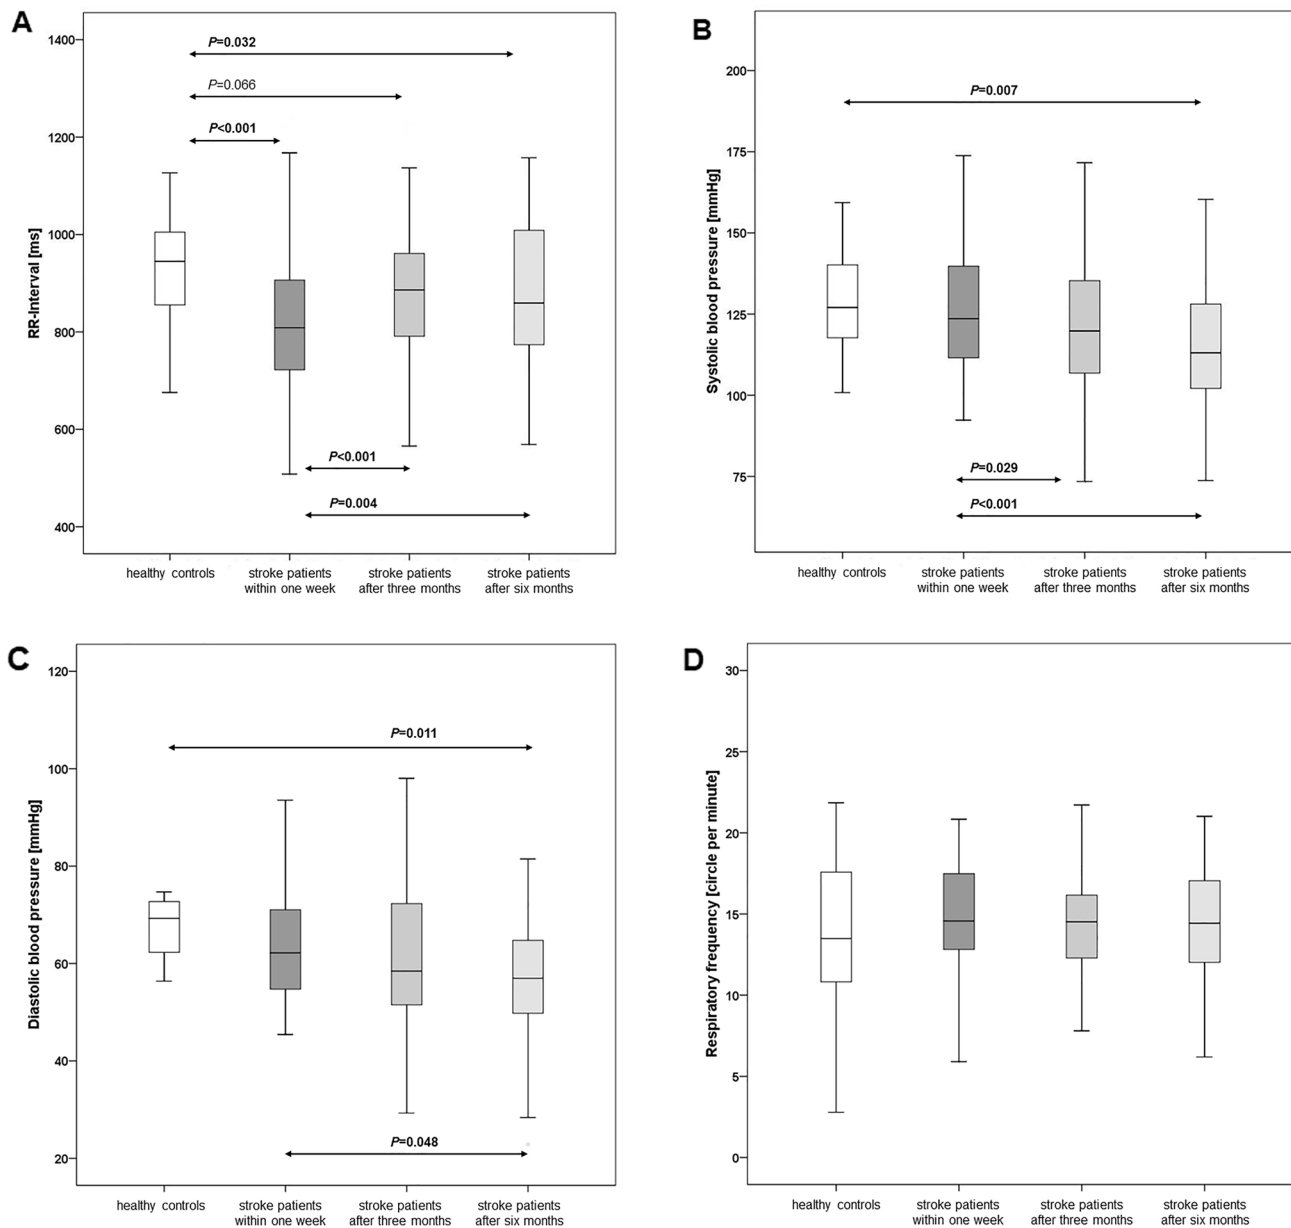 A
RR-Interval [ms]
1400
1200
1000
800
600
400
P=0.032
P=0.066
P<0.001
P<0.001
P=0.004
healthy controls
stroke patients
within one week
stroke patients
after three months
stroke patients
after six months
B
Systolic blood pressure [mmHg]
200
175
150
125
100
75
P=0.007
P=0.029
P<0.001
healthy controls
stroke patients
within one week
stroke patients
after three months
stroke patients
after six months
C
Diastolic blood pressure [mmHg]
120
100
80
60
40
20
P=0.011
P=0.048
healthy controls
stroke patients
within one week
stroke patients
after three months
stroke patients
after six months
D
Respiratory frequency [circle per minute]
30
25
20
15
10
5
0
healthy controls
stroke patients
within one week
stroke patients
after three months
stroke patients
after six months